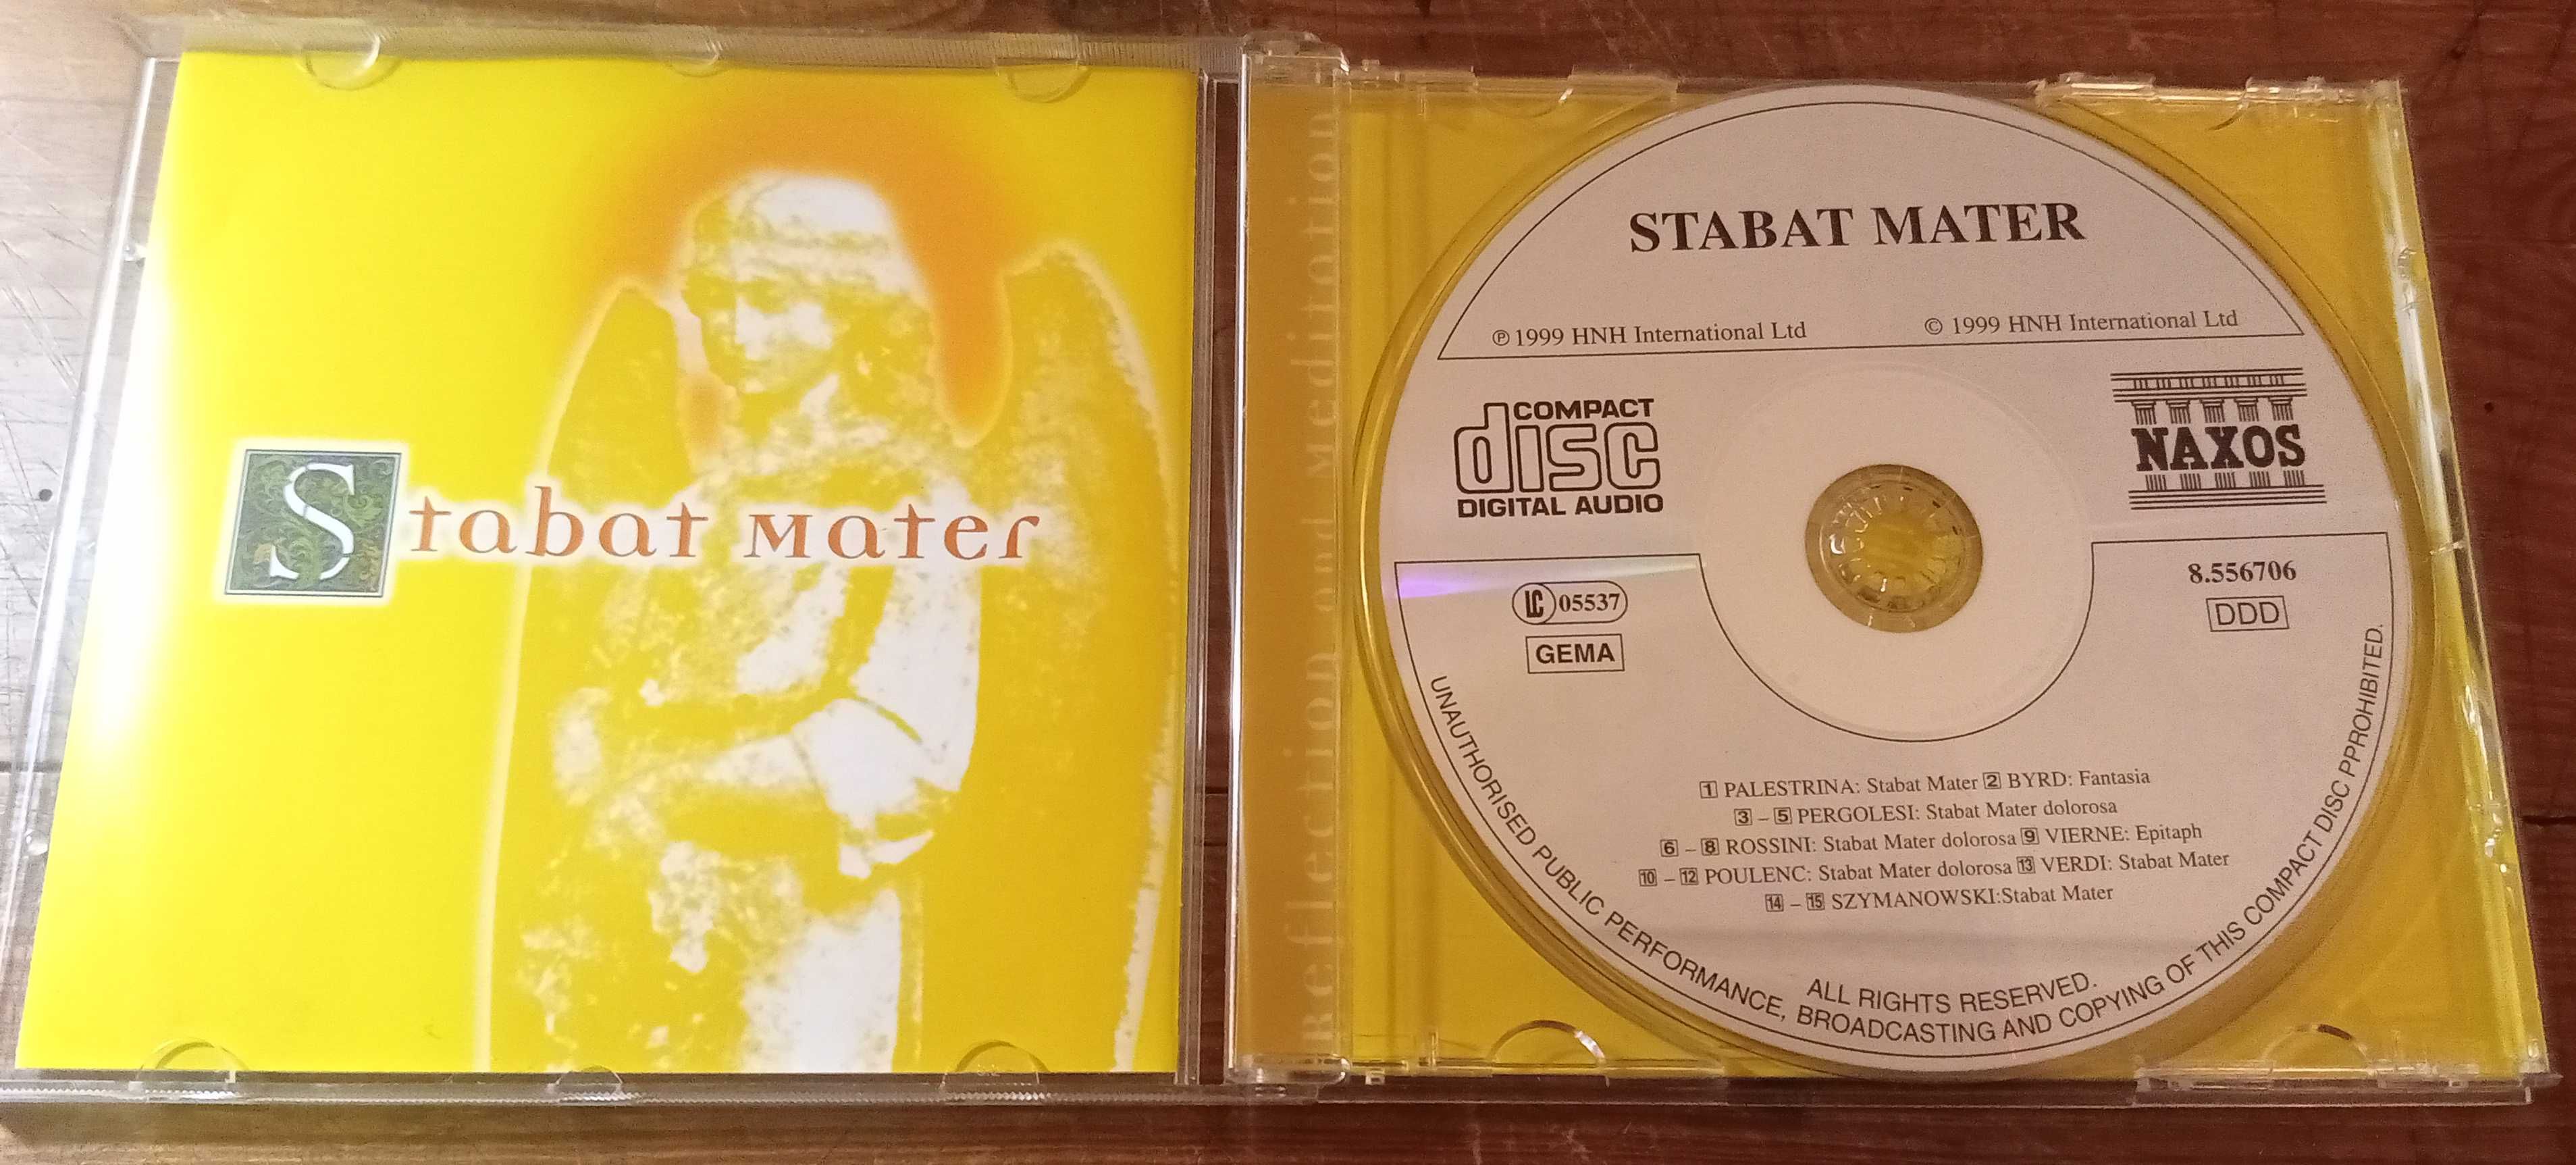 Stabat Mater
Reflection and Meditation
STABAT MATER
℗ 1999 HNH International Ltd
© 1999 HNH International Ltd
COMPACT
disc
DIGITAL AUDIO
NAXOS
LC 05537
GEMA
8.556706
DDD
1 PALESTRINA: Stabat Mater 2 BYRD: Fantasia
3 – 5 PERGOLESI: Stabat Mater dolorosa
6 – 8 ROSSINI: Stabat Mater dolorosa 9 VIERNE: Epitaph
10 – 12 POULENC: Stabat Mater dolorosa 13 VERDI: Stabat Mater
14 – 15 SZYMANOWSKI:Stabat Mater
ALL RIGHTS RESERVED.
UNAUTHORISED PUBLIC PERFORMANCE, BROADCASTING AND COPYING OF THIS COMPACT DISC PPROHIBITED.